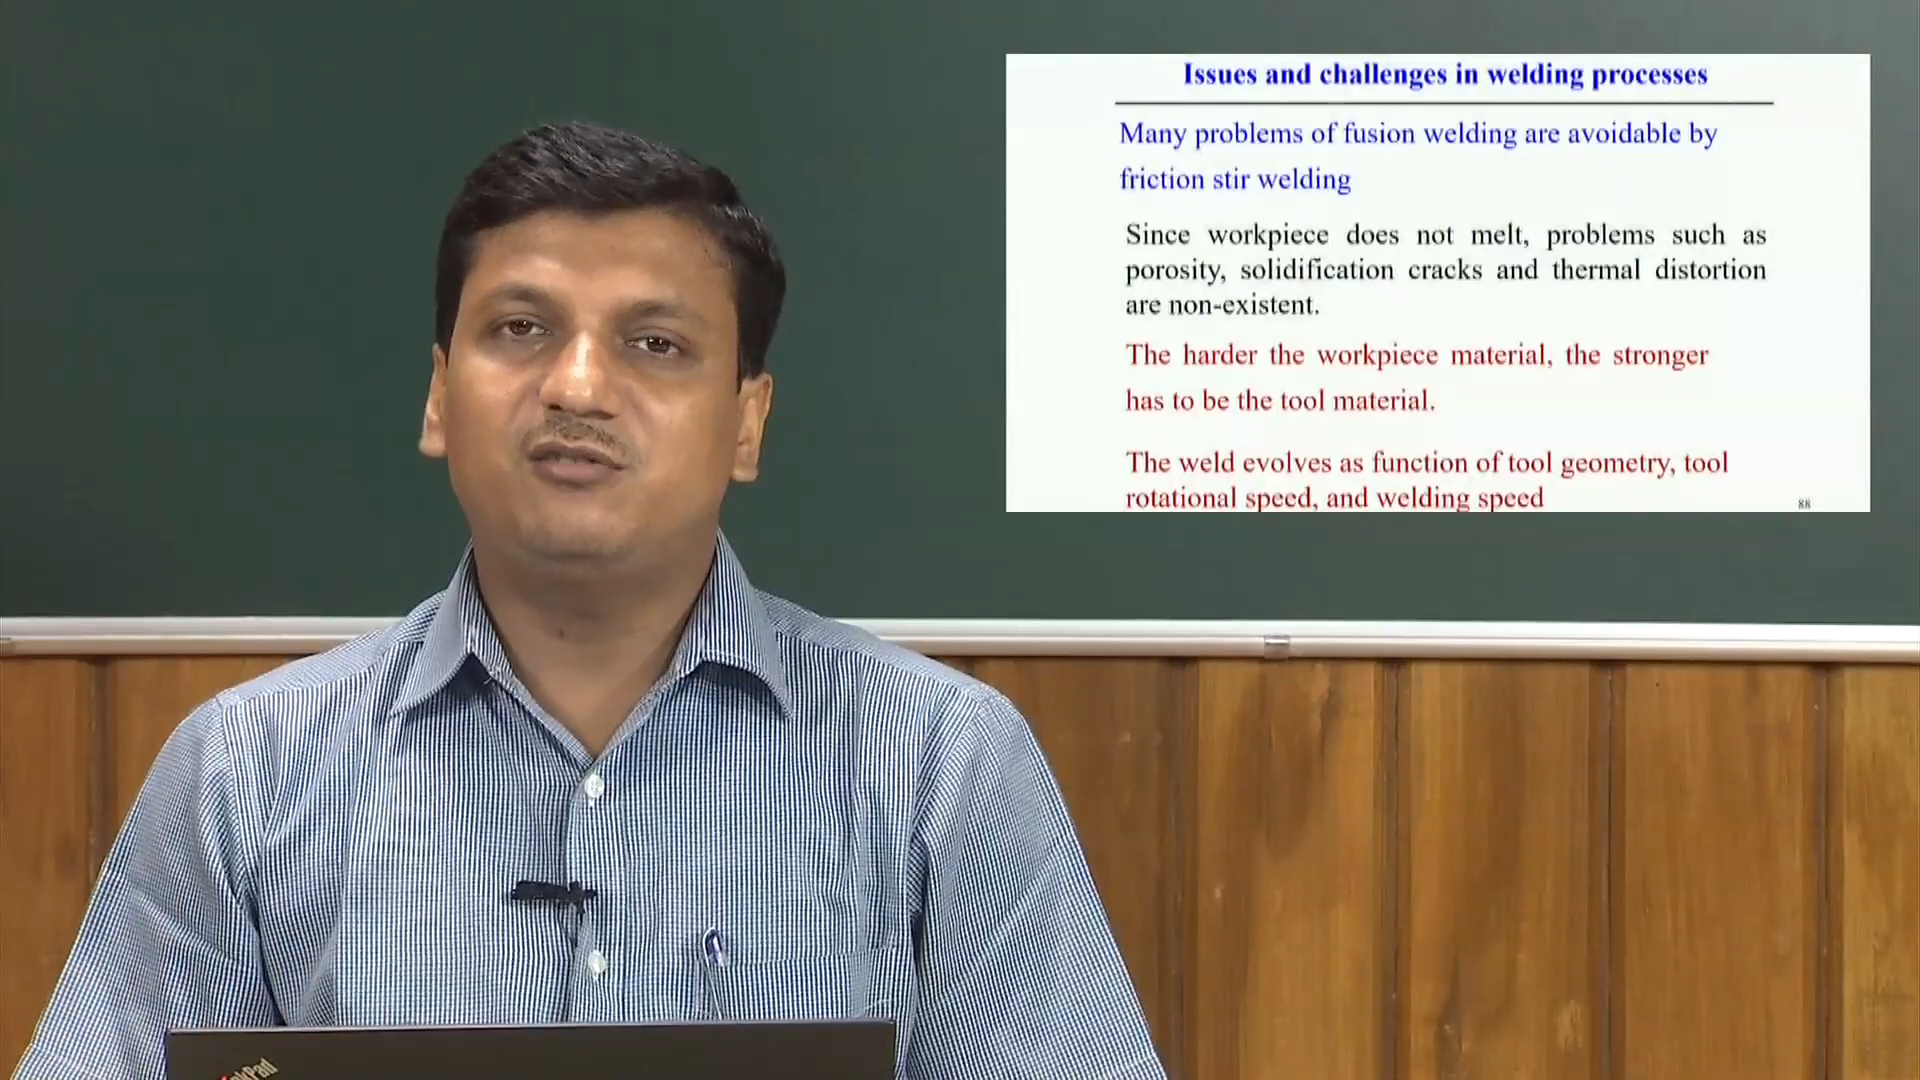 Issues and challenges in welding processes
Many problems of fusion welding are avoidable by
friction stir welding
Since workpiece does not melt, problems such as
porosity, solidification cracks and thermal distortion
are non-existent.
The harder the workpiece material, the stronger
has to be the tool material.
The weld evolves as function of tool geometry, tool
rotational speed, and welding speed
88